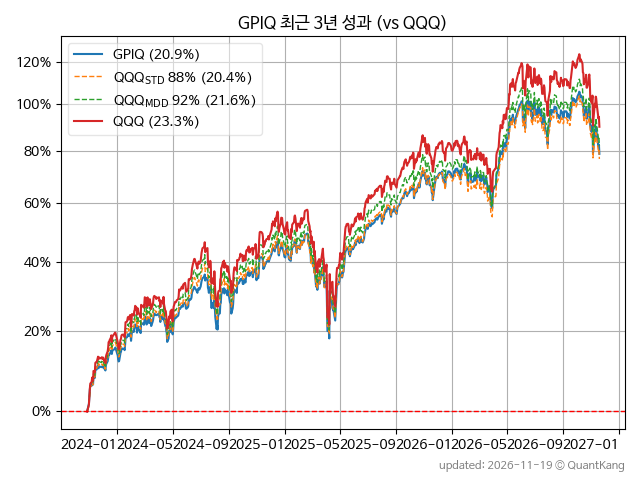 GPIQ 최근 3년 성과 (vs QQQ)
GPIQ (20.9%)
QQQSTD 88% (20.4%)
QQQMDD 92% (21.6%)
QQQ (23.3%)
120%
100%
80%
60%
40%
20%
0%
2024-01 2024-05 2024-09 2025-01 2025-05 2025-09 2026-01 2026-05 2026-09 2027-01
updated: 2026-11-19 © QuantKang